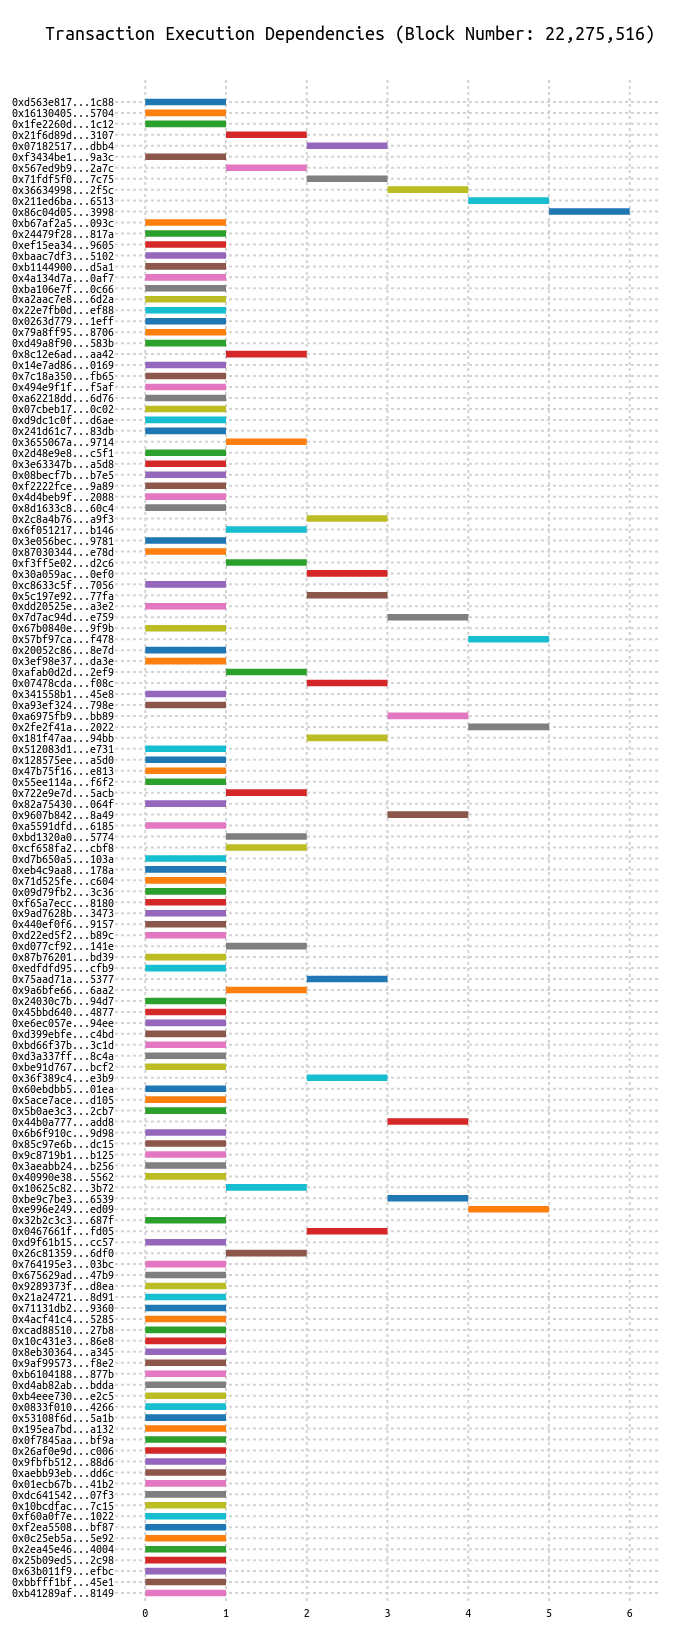 Transaction Execution Dependencies (Block Number: 22,275,516)
0xd563e817...1c88
0x16130405...5704
0x1fe2260d...1c12
0x21f6d89d...3107
0x07182517...dbb4
0xf3434be1...9a3c
0x567ed9b9...2a7c
0x71fdf5f0...7c75
0x36634998...2f5c
0x211ed6ba...6513
0x86c04d05...3998
0xb67af2a5...093c
0x24479f28...817a
0xef15ea34...9605
0xbaac7df3...5102
0xb1144900...d5a1
0x4a134d7a...0af7
0xba106e7f...0c66
0xa2aac7e8...6d2a
0x22e7fb0d...ef88
0x0263d779...1eff
0x79a8ff95...8706
0xd49a8f90...583b
0x8c12e6ad...aa42
0x14e7ad86...0169
0x7c18a350...fb65
0x494e9f1f...f5af
0xa62218dd...6d76
0x07cbeb17...0c02
0xd9dc1c0f...d6ae
0x241d61c7...83db
0x3655067a...9714
0x2d48e9e8...c5f1
0x3e63347b...a5d8
0x08becf7b...b7e5
0xf2222fce...9a89
0x4d4beb9f...2088
0x8d1633c8...60c4
0x2c8a4b76...a9f3
0x6f051217...b146
0x3e056bec...9781
0x87030344...e78d
0xf3ff5e02...d2c6
0x30a059ac...0ef0
0xc8633c5f...7056
0x5c197e92...77fa
0xdd20525e...a3e2
0x7d7ac94d...e759
0x67b0840e...9f9b
0x57bf97ca...f478
0x20052c86...8e7d
0x3ef98e37...da3e
0xafab0d2d...2ef9
0x07478cda...f08c
0x341558b1...45e8
0xa93ef324...798e
0xa6975fb9...bb89
0x2fe2f41a...2022
0x181f47aa...94bb
0x512083d1...e731
0x128575ee...a5d0
0x47b75f16...e813
0x55ee114a...f6f2
0x722e9e7d...5acb
0x82a75430...064f
0x9607b842...8a49
0xa5591dfd...6185
0xbd1320a0...5774
0xcf658fa2...cbf8
0xd7b650a5...103a
0xeb4c9aa8...178a
0x71d525fe...c604
0x09d79fb2...3c36
0xf65a7ecc...8180
0x9ad7628b...3473
0x440ef0f6...9157
0xd22ed5f2...b89c
0xd077cf92...141e
0x87b76201...bd39
0xedfdfd95...cfb9
0x75aad71a...5377
0x9a6bfe66...6aa2
0x24030c7b...94d7
0x45bbd640...4877
0xe6ec057e...94ee
0xd399ebfe...c4bd
0xbd66f37b...3c1d
0xd3a337ff...8c4a
0xbe91d767...bcf2
0x36f389c4...e3b9
0x60ebdbb5...01ea
0x5ace7ace...d105
0x5b0ae3c3...2cb7
0x44b0a777...add8
0x6b6f910c...9d98
0x85c97e6b...dc15
0x9c8719b1...b125
0x3aeabb24...b256
0x40990e38...5562
0x10625c82...3b72
0xbe9c7be3...6539
0xe996e249...ed09
0x32b2c3c3...687f
0x0467661f...fd05
0xd9f61b15...cc57
0x26c81359...6df0
0x764195e3...03bc
0x675629ad...47b9
0x9289373f...d8ea
0x21a24721...8d91
0x71131db2...9360
0x4acf41c4...5285
0xcad88510...27b8
0x10c431e3...86e8
0x8eb30364...a345
0x9af99573...f8e2
0xb6104188...877b
0xd4ab82ab...bdda
0xb4eee730...e2c5
0x0833f010...4266
0x53108f6d...5a1b
0x195ea7bd...a132
0x0f7845aa...bf9a
0x26af0e9d...c006
0x9fbfb512...88d6
0xaebb93eb...dd6c
0x01ecb67b...41b2
0xdc641542...07f3
0x10bcdfac...7c15
0xf60a0f7e...1022
0xf2ea5508...bf87
0x0c25eb5a...5e92
0x2ea45e46...4004
0x25b09ed5...2c98
0x63b011f9...efbc
0xbbfff1bf...45e1
0xb41289af...8149
0 1 2 3 4 5 6